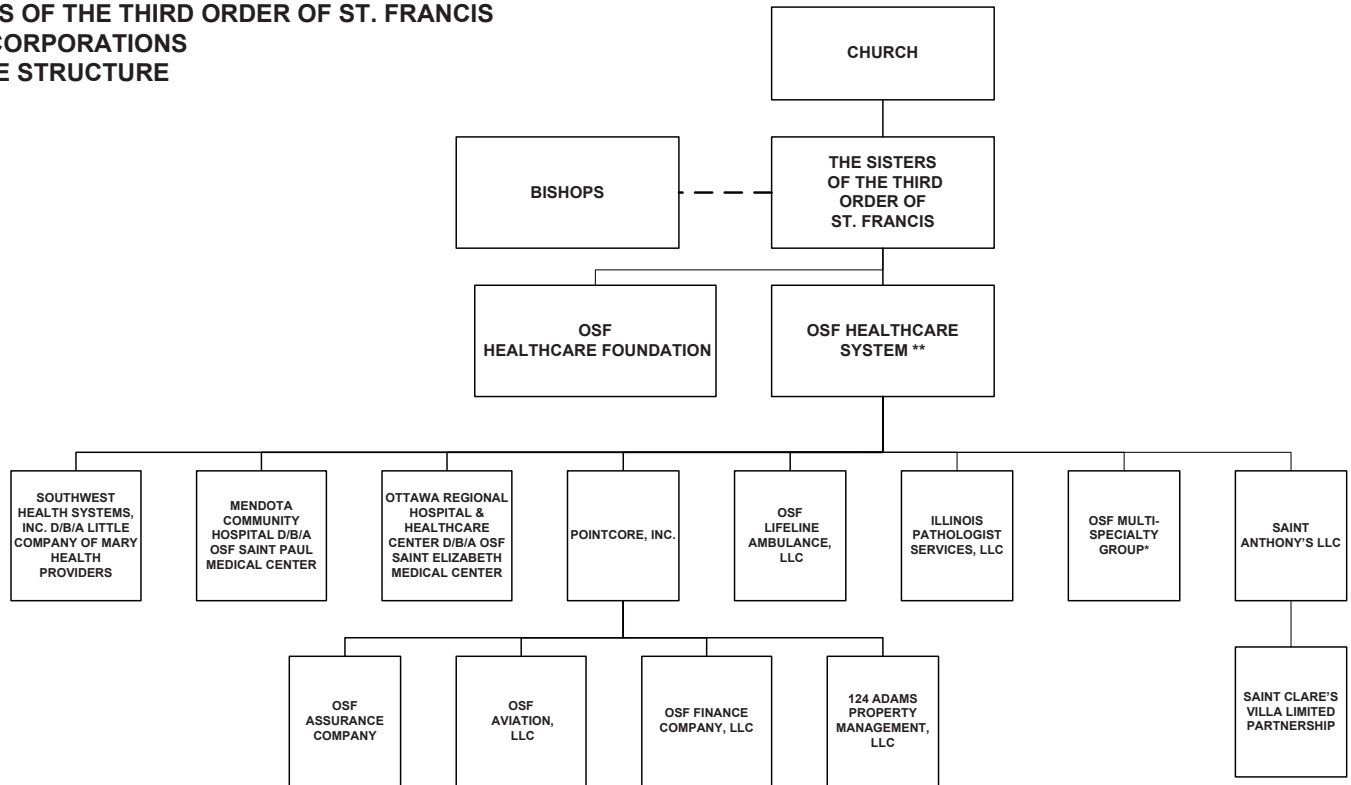 S OF THE THIRD ORDER OF ST. FRANCIS
CORPORATIONS
E STRUCTURE
CHURCH
BISHOPS
THE SISTERS
OF THE THIRD
ORDER OF
ST. FRANCIS
OSF
HEALTHCARE FOUNDATION
OSF HEALTHCARE
SYSTEM **
SOUTHWEST
HEALTH SYSTEMS,
INC. D/B/A LITTLE
COMPANY OF MARY
HEALTH
PROVIDERS
MENDOTA
COMMUNITY
HOSPITAL D/B/A
OSF SAINT PAUL
MEDICAL CENTER
OTTAWA REGIONAL
HOSPITAL &
HEALTHCARE
CENTER D/B/A OSF
SAINT ELIZABETH
MEDICAL CENTER
POINTCORE, INC.
OSF
LIFELINE
AMBULANCE,
LLC
ILLINOIS
PATHOLOGIST
SERVICES, LLC
OSF MULTI-
SPECIALTY
GROUP*
SAINT
ANTHONY'S LLC
OSF
ASSURANCE
COMPANY
OSF
AVIATION,
LLC
OSF FINANCE
COMPANY, LLC
124 ADAMS
PROPERTY
MANAGEMENT,
LLC
SAINT CLARE'S
VILLA LIMITED
PARTNERSHIP